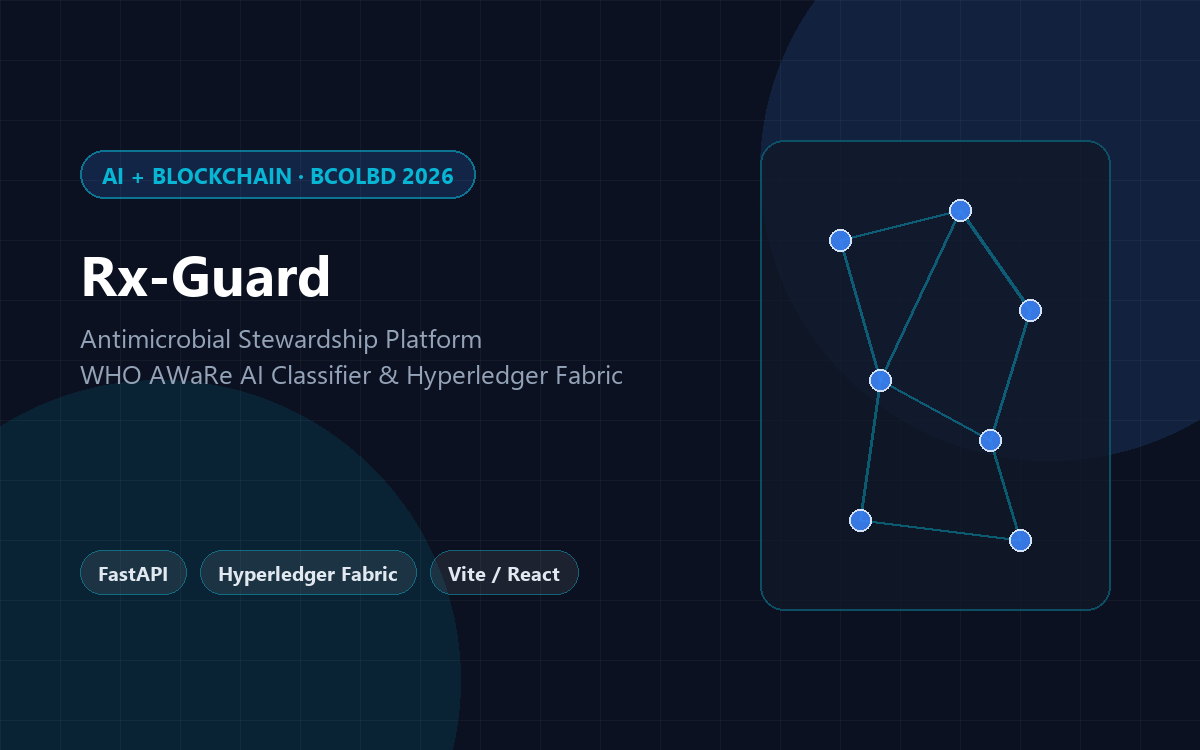 AI + BLOCKCHAIN · BCOLBD 2026
Rx-Guard
Antimicrobial Stewardship Platform
WHO AWaRe AI Classifier & Hyperledger Fabric
FastAPI
Hyperledger Fabric
Vite / React